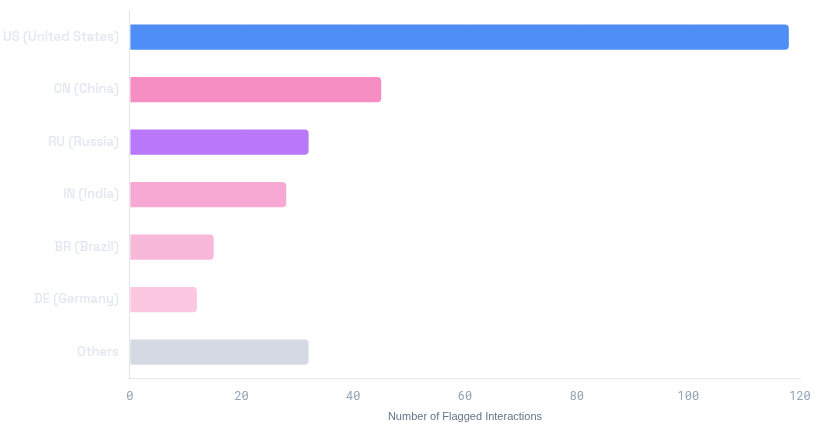 US (United States)
CN (China)
RU (Russia)
IN (India)
BR (Brazil)
DE (Germany)
Others
0 20 40 60 80 100 120
Number of Flagged Interactions